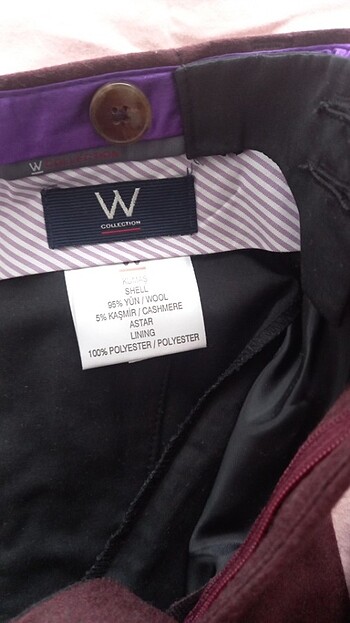 W
COLLECTION
KUMAŞ
SHELL
95% YÜN / WOOL
5% KAŞMİR / CASHMERE
ASTAR
LINING
100% POLYESTER / POLYESTER